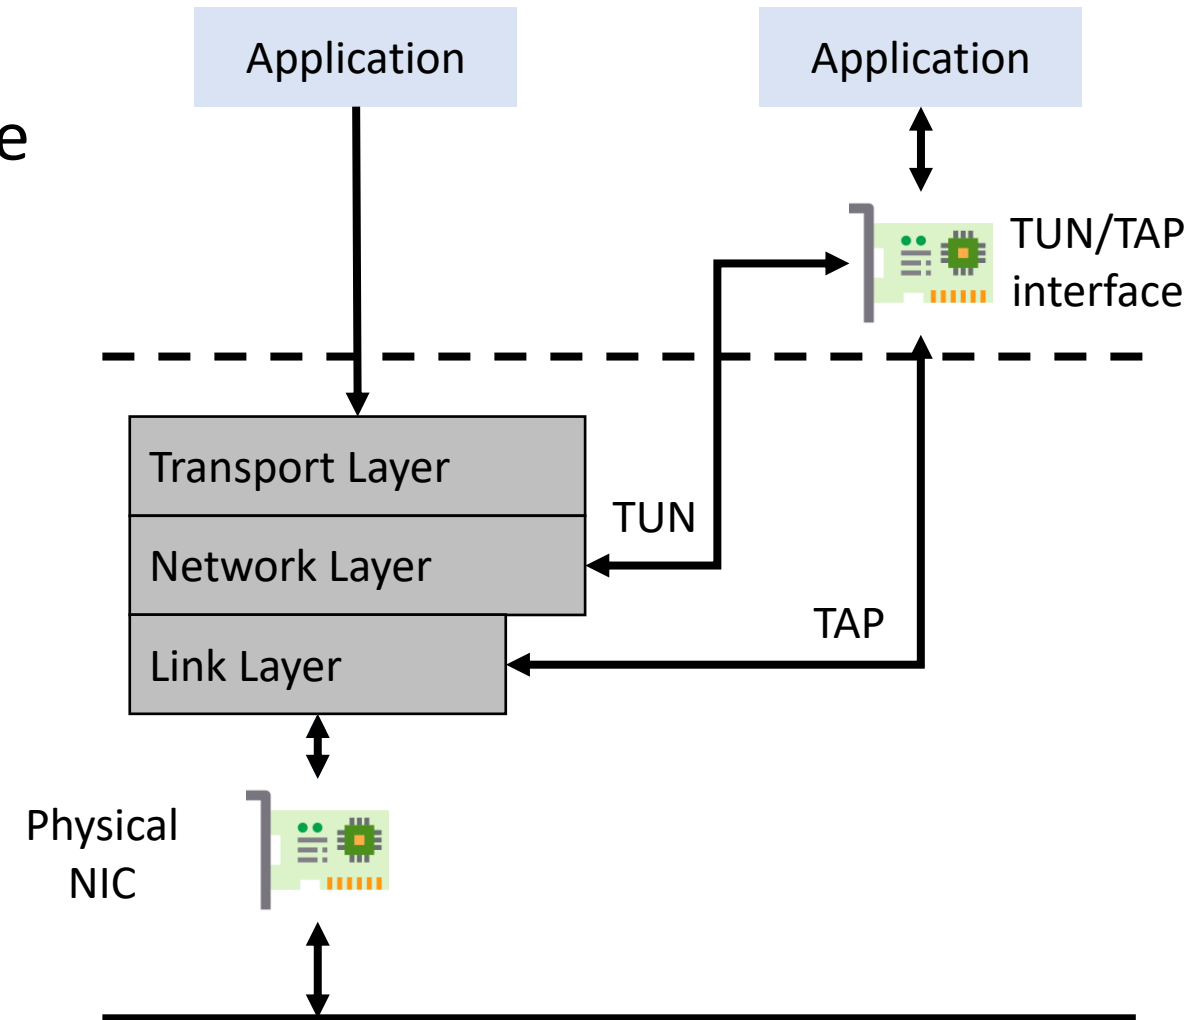 Application
Application
e
TUN/TAP
interface
Transport Layer
TUN
Network Layer
TAP
Link Layer
Physical
NIC